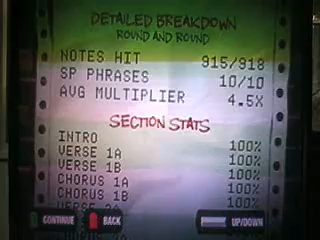 DETAILED BREAKDOWN
ROUND AND ROUND
NOTES HIT 915/918
SP PHRASES 10/10
AVG MULTIPLIER 4.5X
SECTION STATS
INTRO 100%
VERSE 1A 100%
VERSE 1B 100%
CHORUS 1A 100%
CHORUS 1B 100%
CONTINUE BACK UP/DOWN